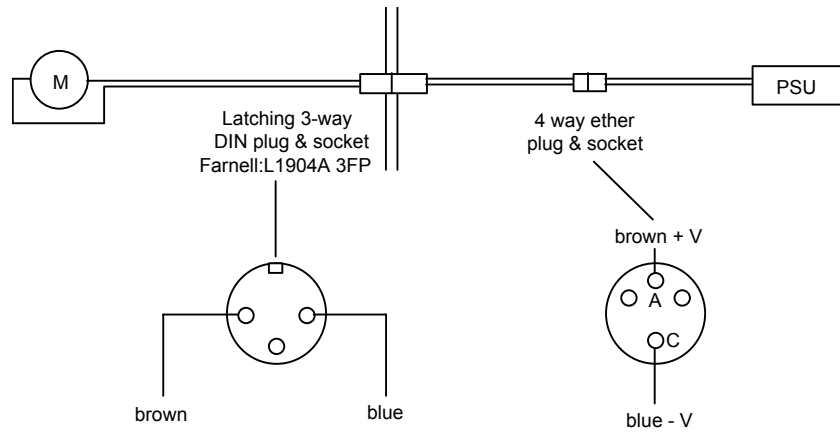 M
PSU
Latching 3-way
DIN plug & socket
Farnell:L1904A 3FP
4 way ether
plug & socket
brown + V
A
C
brown
blue
blue - V